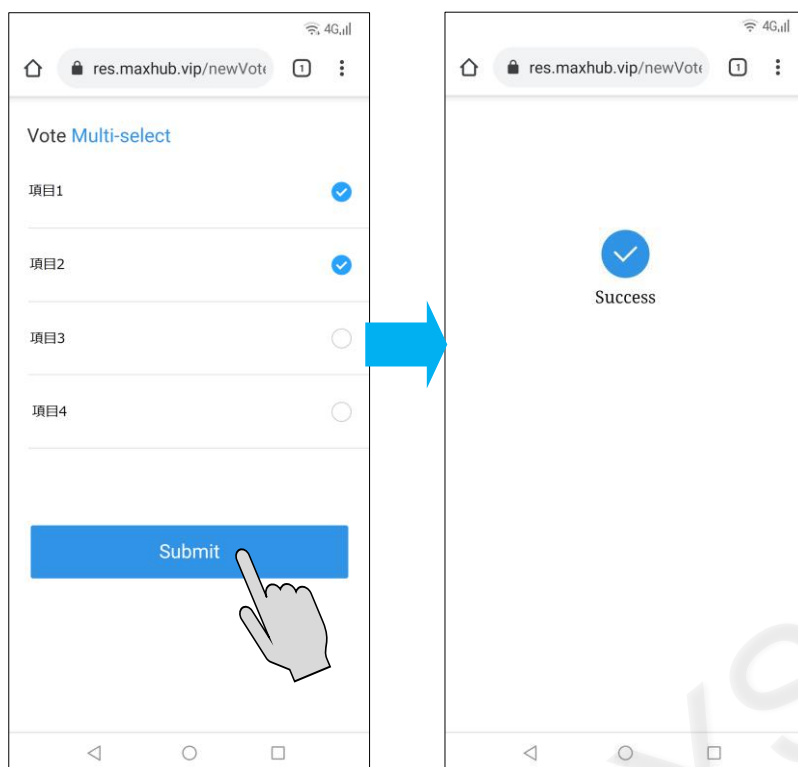 4G
res.maxhub.vip/newVote
1
Vote Multi-select
項目1
項目2
項目3
項目4
Submit
4G
res.maxhub.vip/newVote
1
Success